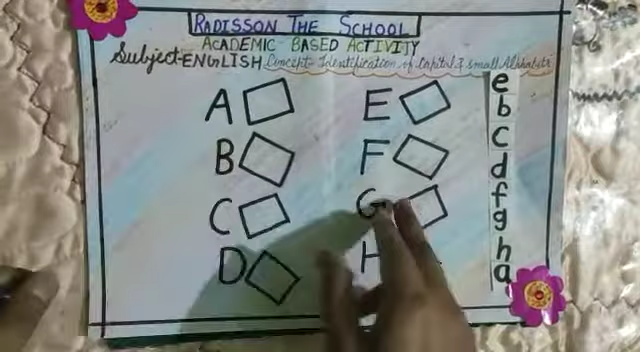 RADISSON THE SCHOOL
ACADEMIC BASED ACTIVITY
Subject-ENGLISH Concept- Identification of Capital & small Alphabets
A E
B F
C G
D H
e
b
c
d
f
g
h
a